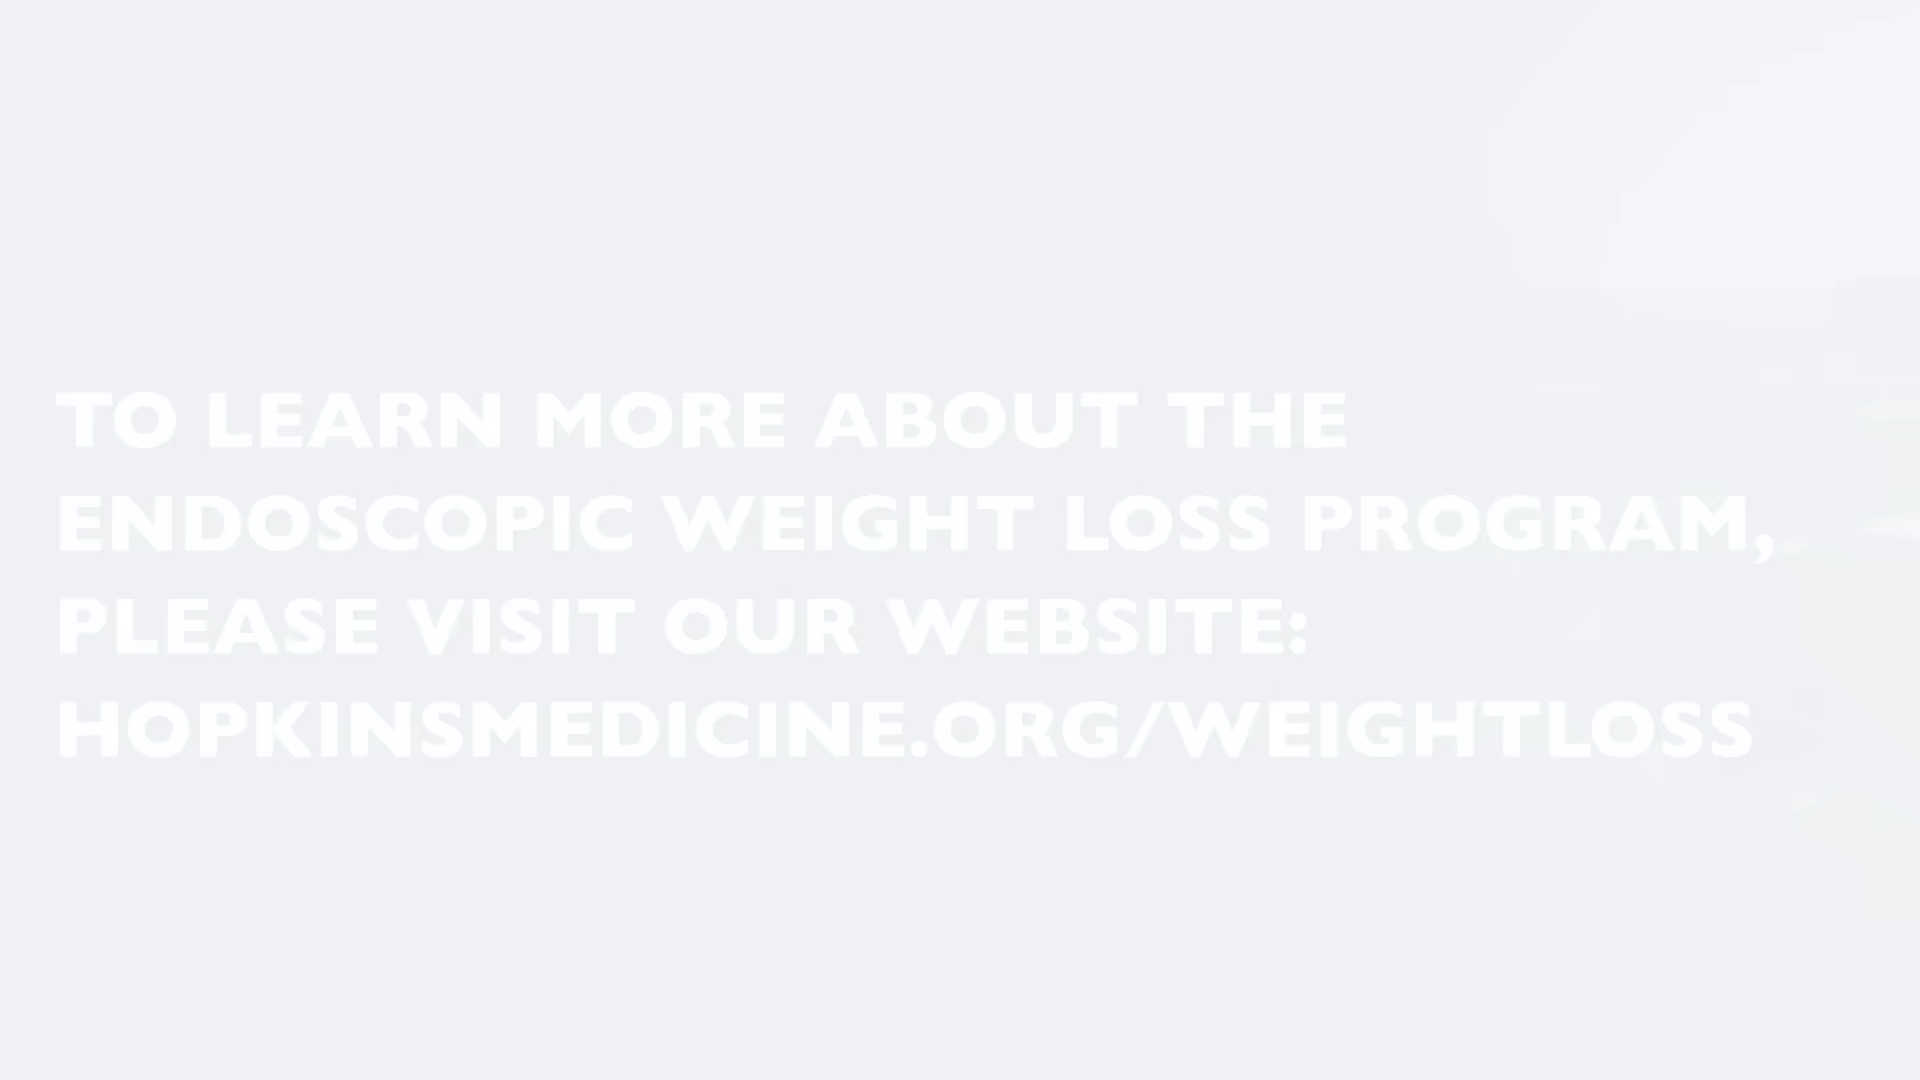 TO LEARN MORE ABOUT THE
ENDOSCOPIC WEIGHT LOSS PROGRAM,
PLEASE VISIT OUR WEBSITE:
HOPKINSMEDICINE.ORG/WEIGHTLOSS